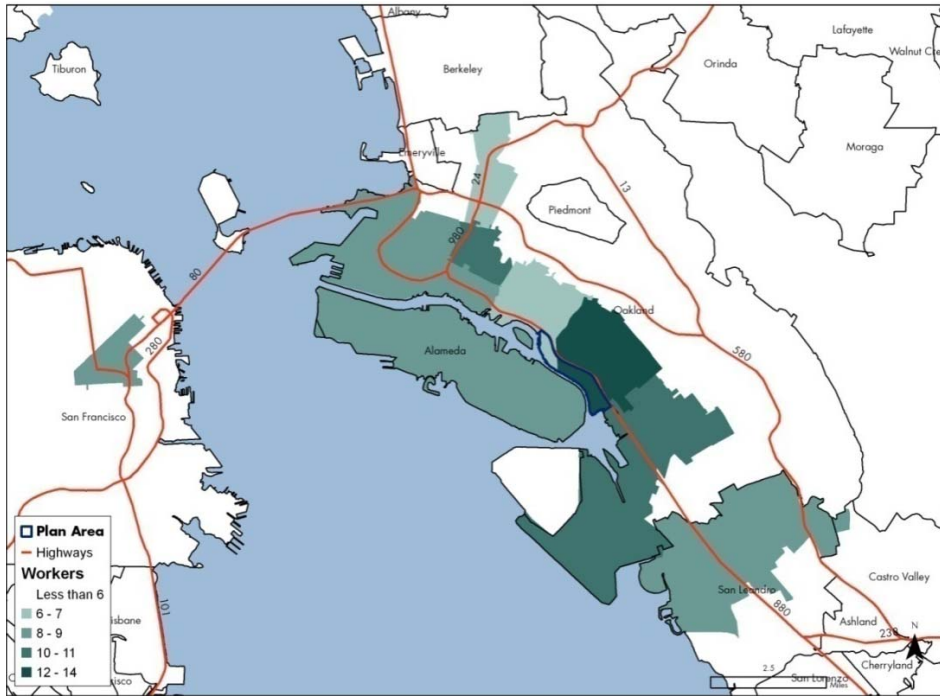 Albany
Lafayette
Tiburon
Berkeley
Orinda
Walnut Cre
Emeryville
Moraga
24
13
Piedmont
980
80
Oakland
280
Alameda
580
San Francisco
Plan Area
Highways
Workers
Less than 6
6 - 7
8 - 9
10 - 11
12 - 14
101
isbane
risco
San Leandro
880
Castro Valley
Ashland
N
238
Cherryland
2.5
San Lorenzo
Miles